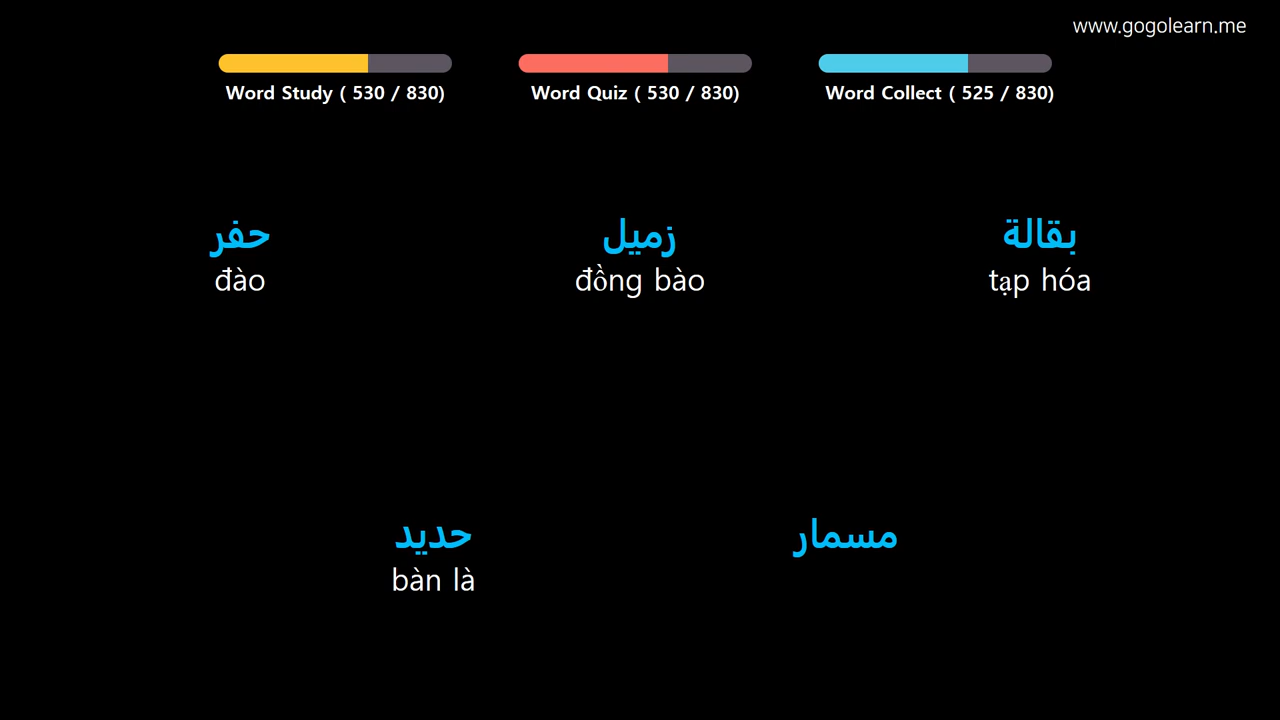 www.gogolearn.me
Word Study ( 530 / 830)
Word Quiz ( 530 / 830)
Word Collect ( 525 / 830)
حفر
đào
زميل
đồng bào
بقالة
tạp hóa
حديد
bàn là
مسمار